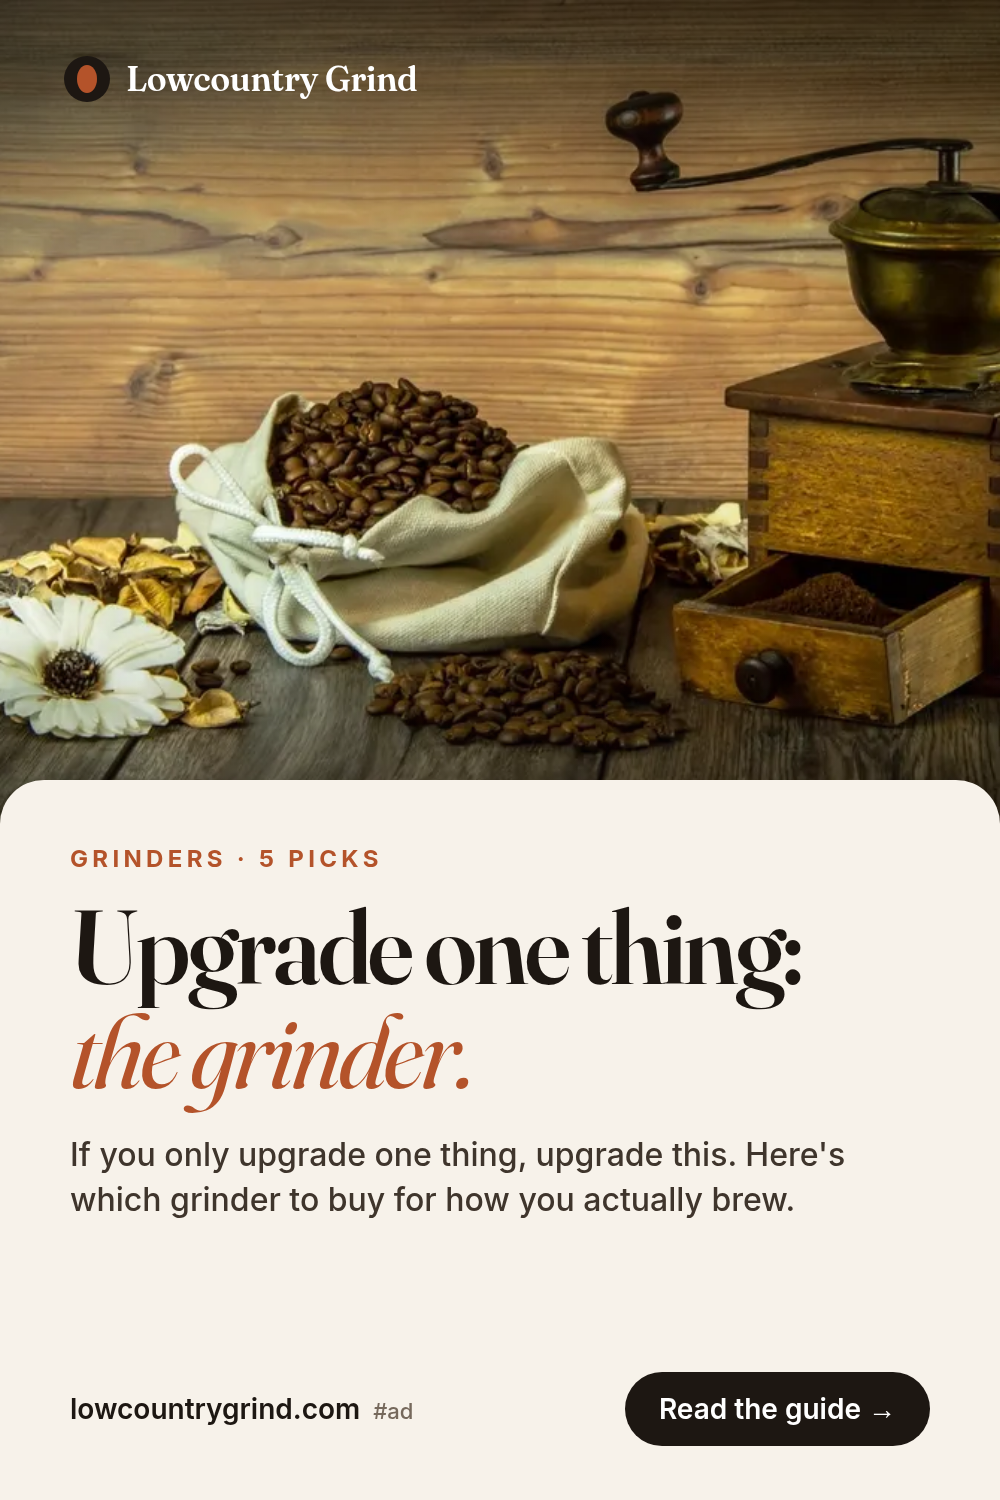 Lowcountry Grind
GRINDERS · 5 PICKS
Upgrade one thing:
the grinder.
If you only upgrade one thing, upgrade this. Here's
which grinder to buy for how you actually brew.
lowcountrygrind.com #ad
Read the guide →